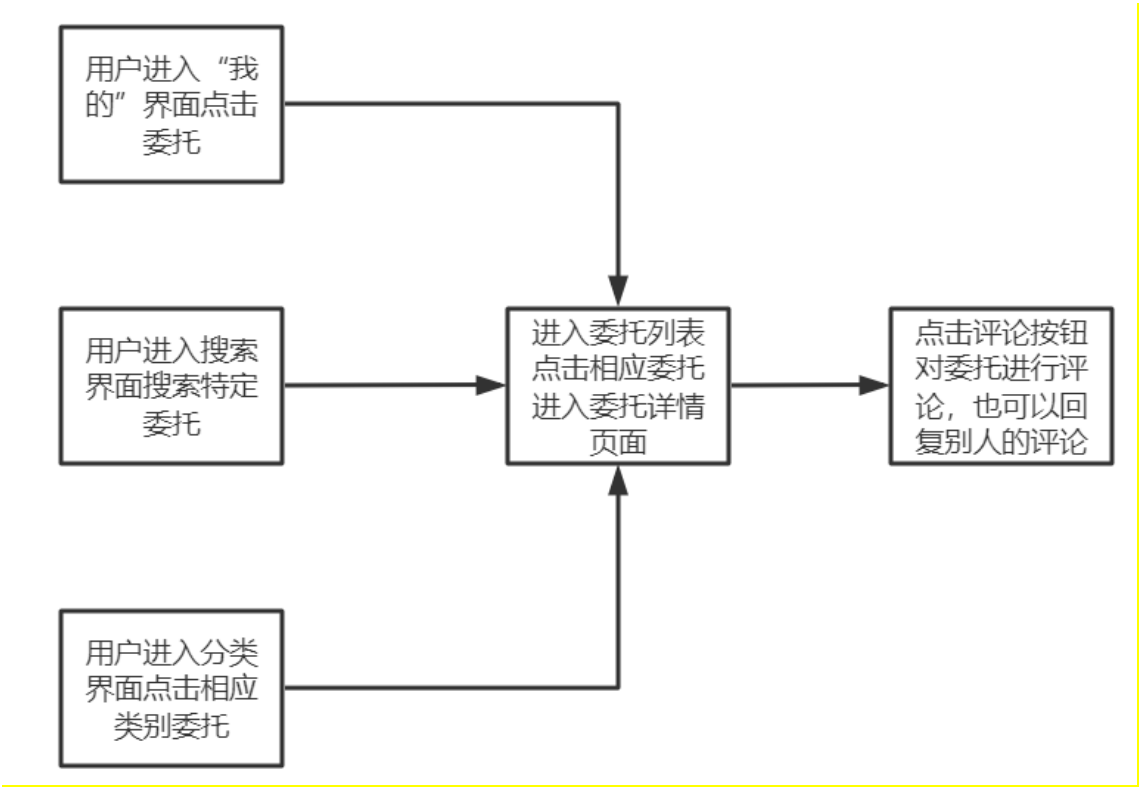 用户进入“我
的”界面点击
委托
用户进入搜索
界面搜索特定
委托
进入委托列表
点击相应委托
进入委托详情
页面
点击评论按钮
对委托进行评
论，也可以回
复别人的评论
用户进入分类
界面点击相应
类别委托